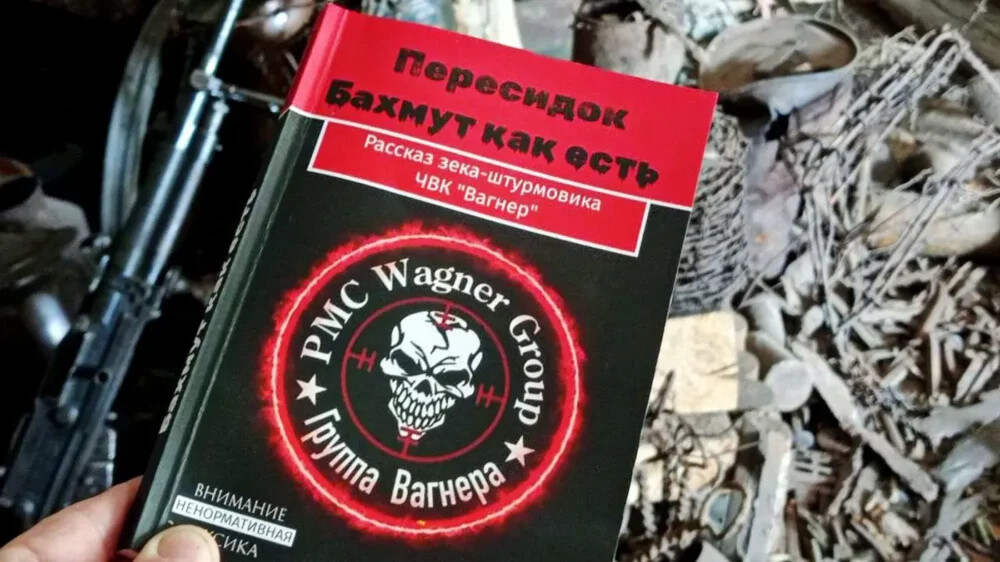 Пересидок
Бахмут как есть
Рассказ зека-штурмовика
ЧВК "Вагнер"
PMC Wagner Group
Группа Вагнера
ВНИМАНИЕ
НЕНОРМАТИВНАЯ